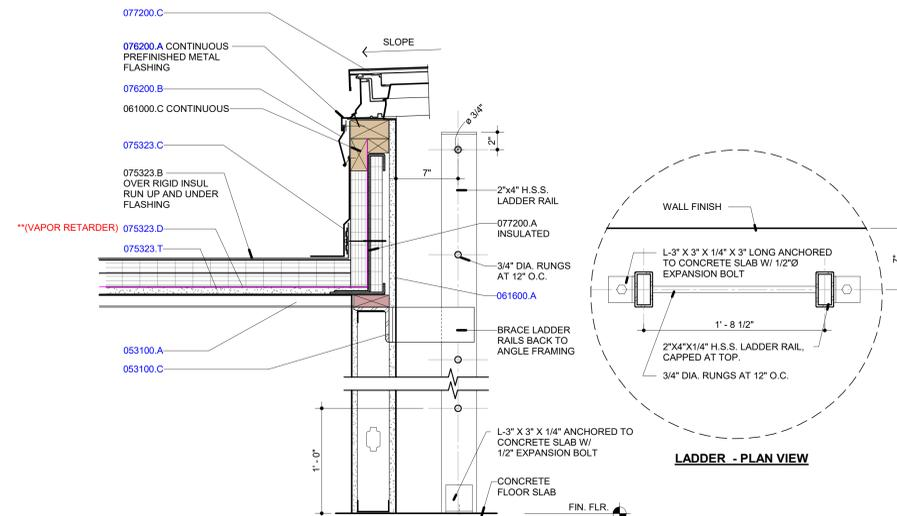 077200.C
SLOPE
076200.A CONTINUOUS
PREFINISHED METAL
FLASHING
076200.B
061000.C CONTINUOUS
ø 3/4"
2"
075323.C
7"
075323.B
OVER RIGID INSUL
RUN UP AND UNDER
FLASHING
2"x4" H.S.S.
LADDER RAIL
**(VAPOR RETARDER) 075323.D
077200.A
INSULATED
075323.T
3/4" DIA. RUNGS
AT 12" O.C.
061600.A
BRACE LADDER
RAILS BACK TO
ANGLE FRAMING
053100.A
053100.C
1' - 0"
L-3" X 3" X 1/4" ANCHORED TO
CONCRETE SLAB W/
1/2" EXPANSION BOLT
CONCRETE
FLOOR SLAB
FIN. FLR.
WALL FINISH
L-3" X 3" X 1/4" X 3" LONG ANCHORED
TO CONCRETE SLAB W/ 1/2"Ø
EXPANSION BOLT
7"
1' - 8 1/2"
2"X4"X1/4" H.S.S. LADDER RAIL,
CAPPED AT TOP.
3/4" DIA. RUNGS AT 12" O.C.
LADDER - PLAN VIEW